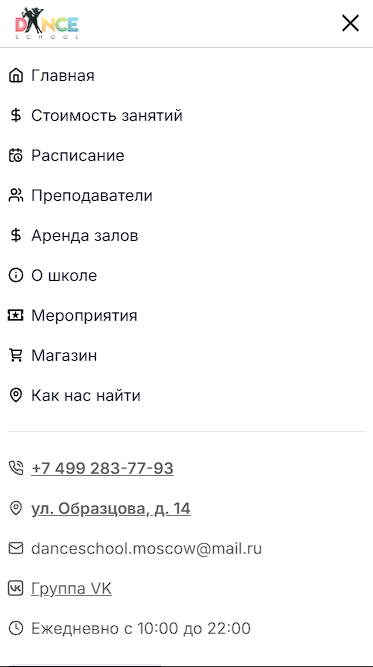 DANCE
SCHOOL
Главная
Стоимость занятий
Расписание
Преподаватели
Аренда залов
О школе
Мероприятия
Магазин
Как нас найти
+7 499 283-77-93
ул. Образцова, д. 14
danceschool.moscow@mail.ru
Группа VK
Ежедневно с 10:00 до 22:00